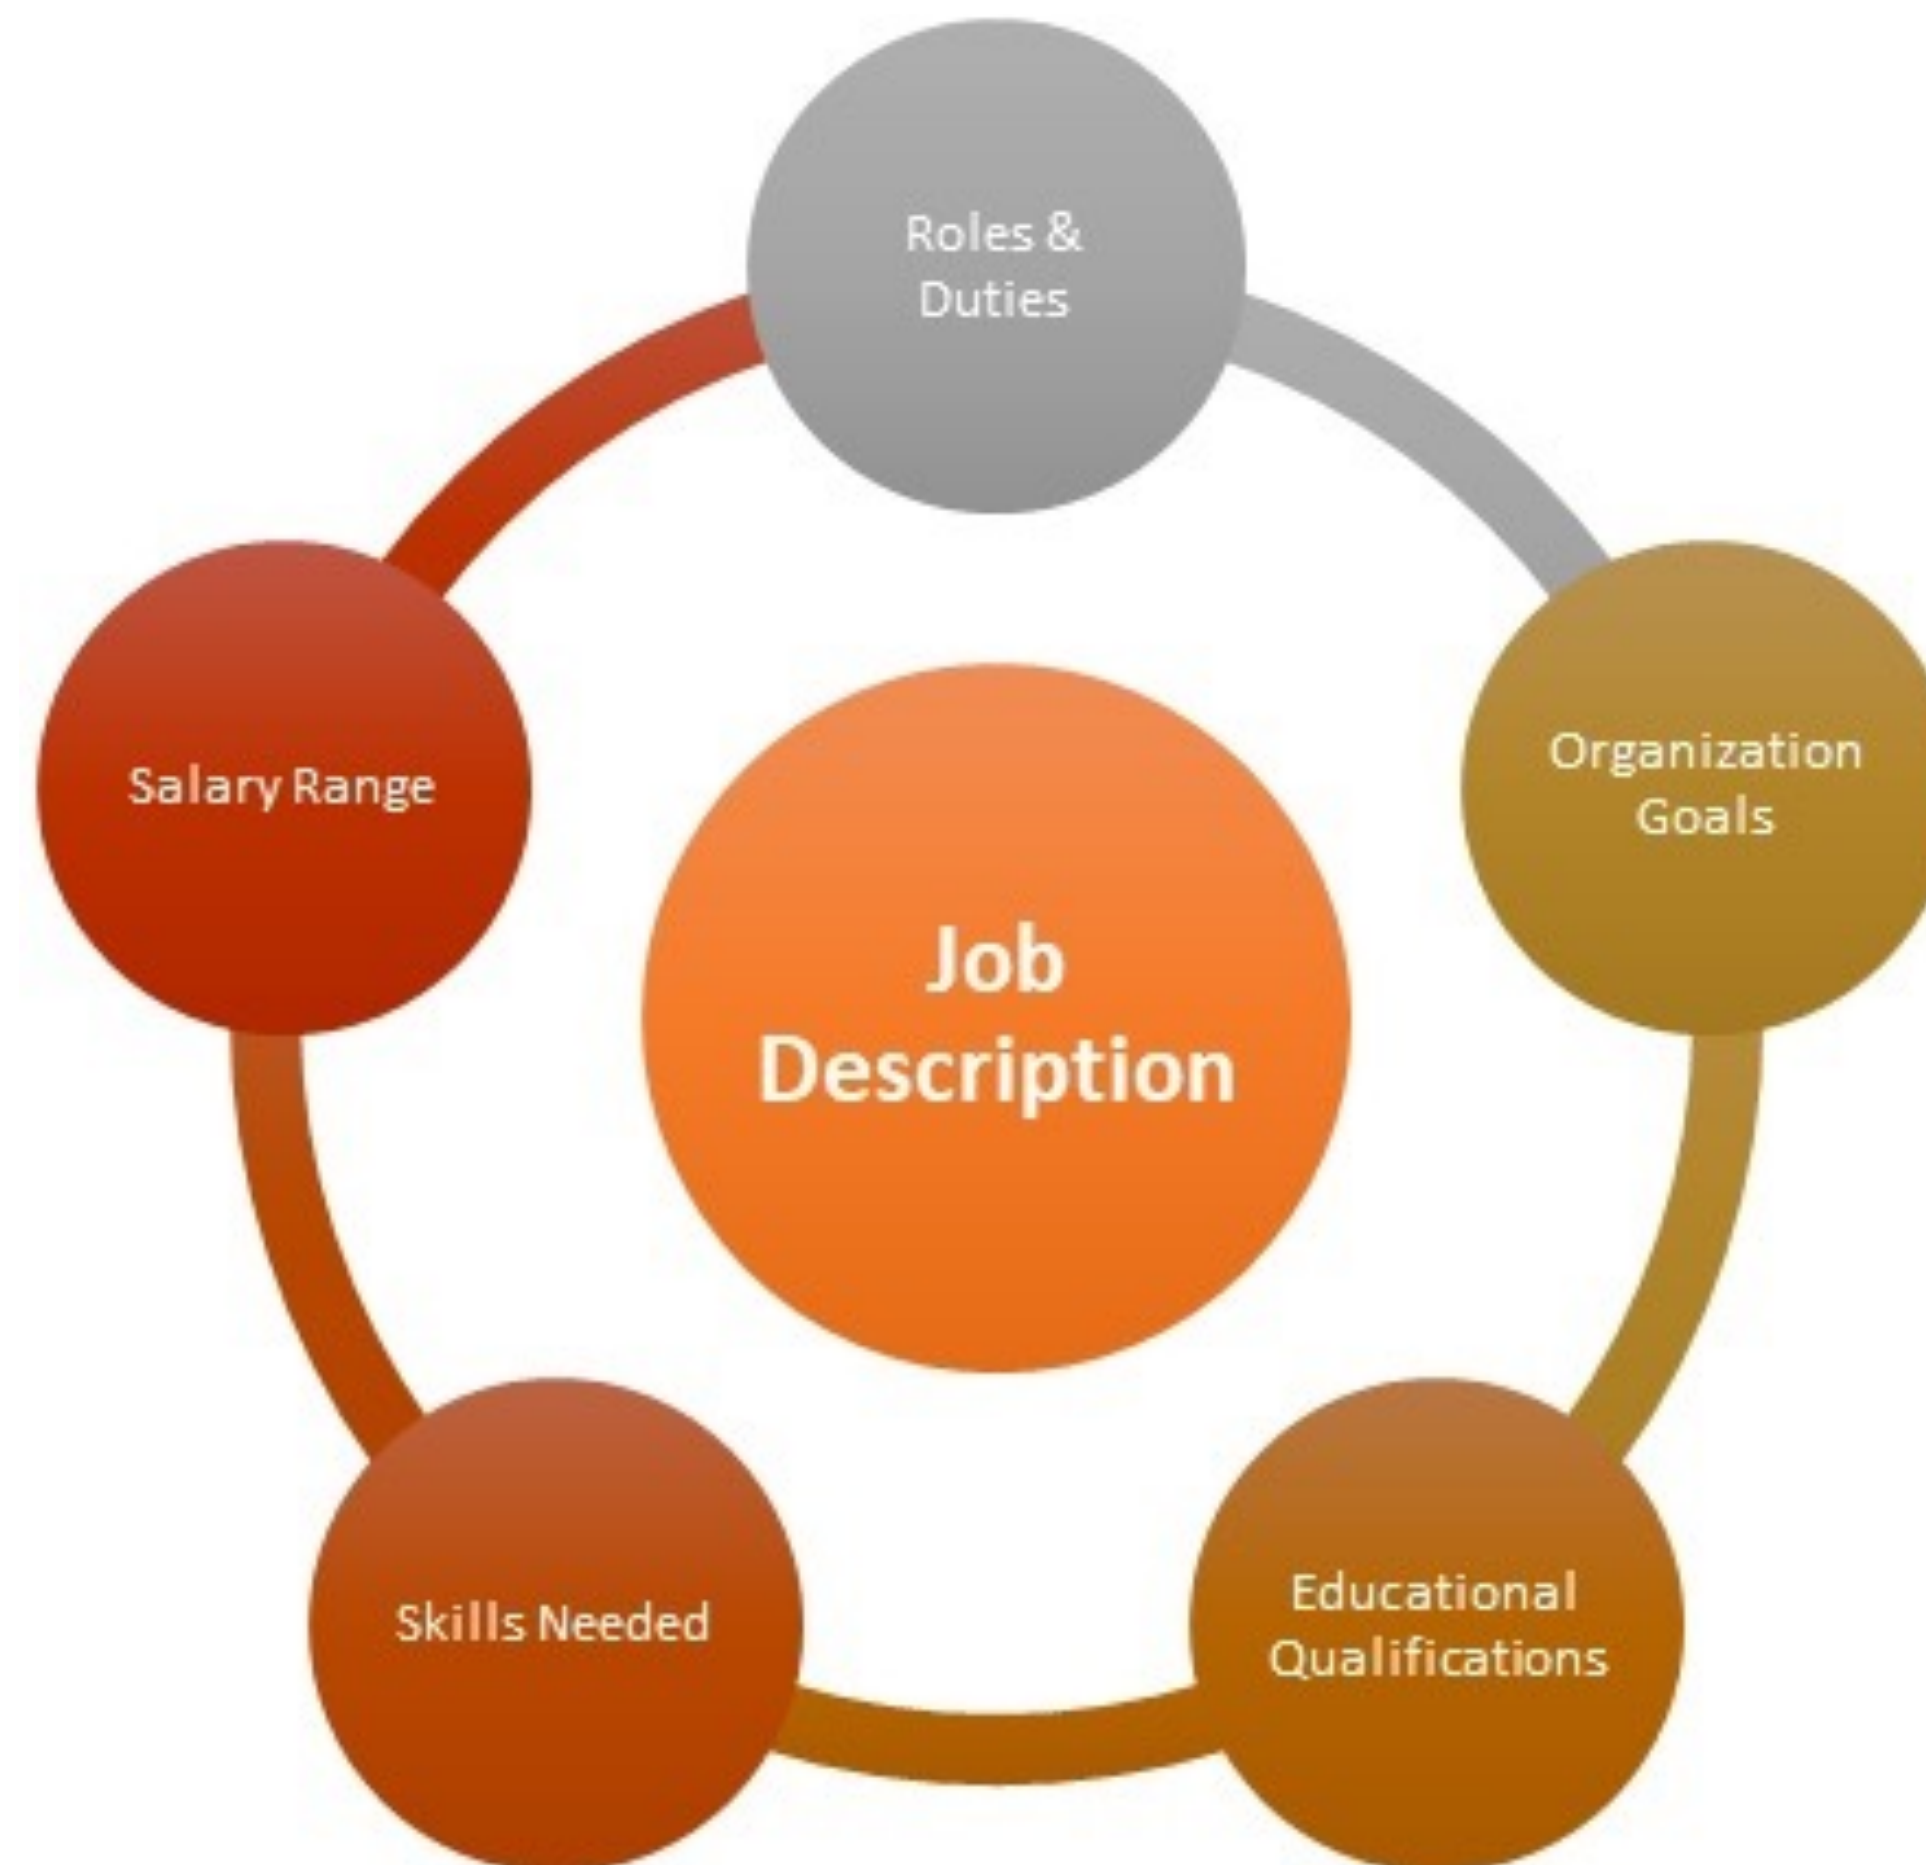 Roles &
Duties
Organization
Goals
Educational
Qualifications
Skills Needed
Salary Range
Job
Description